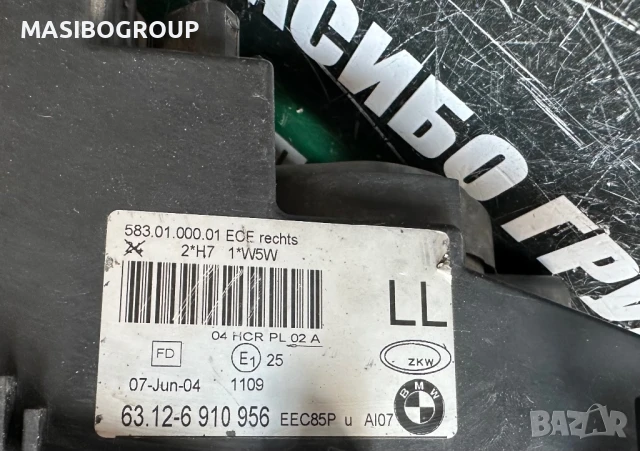 MASIBOGROUP
АСИБО ГРУ
583.01.000.01 ECE rechts
2*H7 1*W5W
LL
04 HCR PL 02 A
FD E1 25 ZKW
07-Jun-04 1109
BMW
63.12-6 910 956 EEC85P u AI07
BAZAR